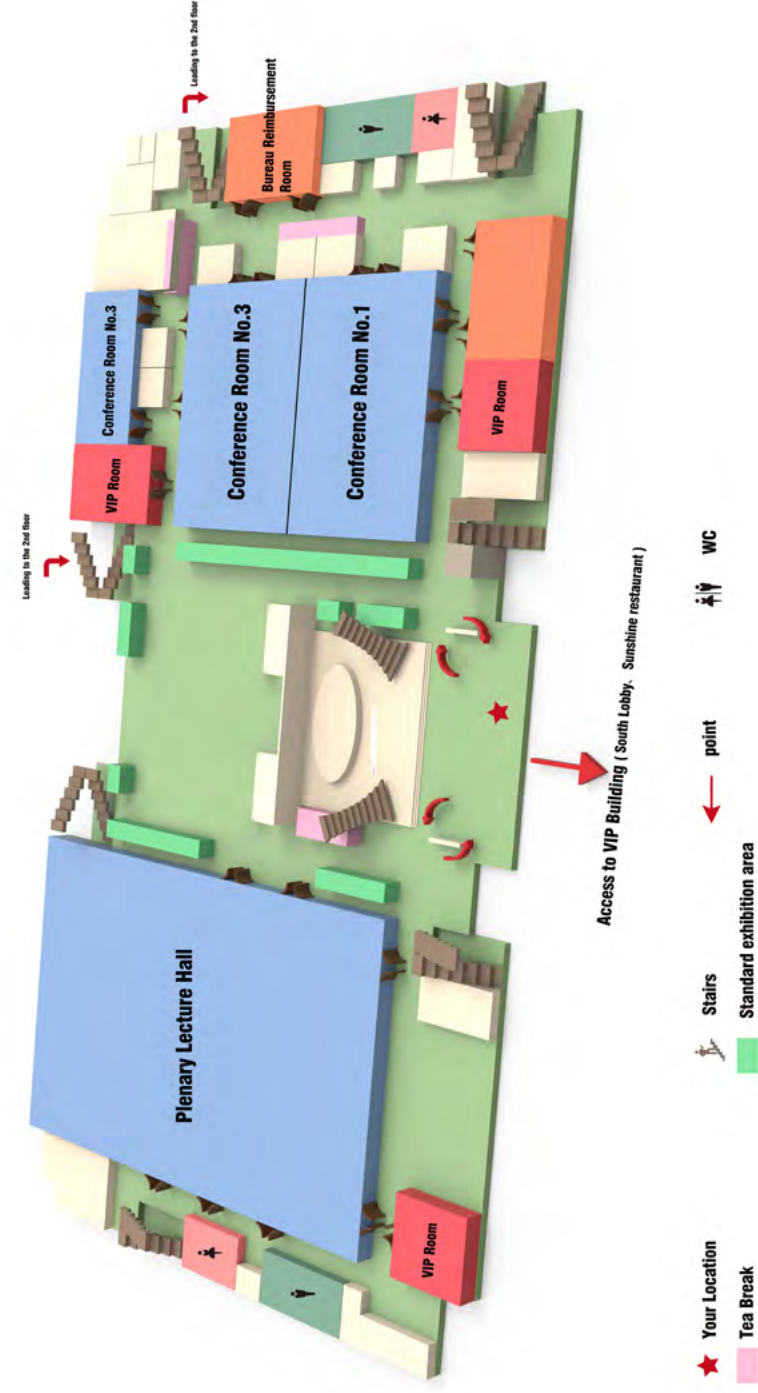 Leading to the 2nd floor
Leading to the 2nd floor
Plenary Lecture Hall
VIP Room
Conference Room No.3
Bureau Reimbursement
Room
Conference Room No.3
Conference Room No.1
VIP Room
VIP Room
Access to VIP Building ( South Lobby、 Sunshine restaurant )
Your Location
Stairs
point
WC
Tea Break
Standard exhibition area